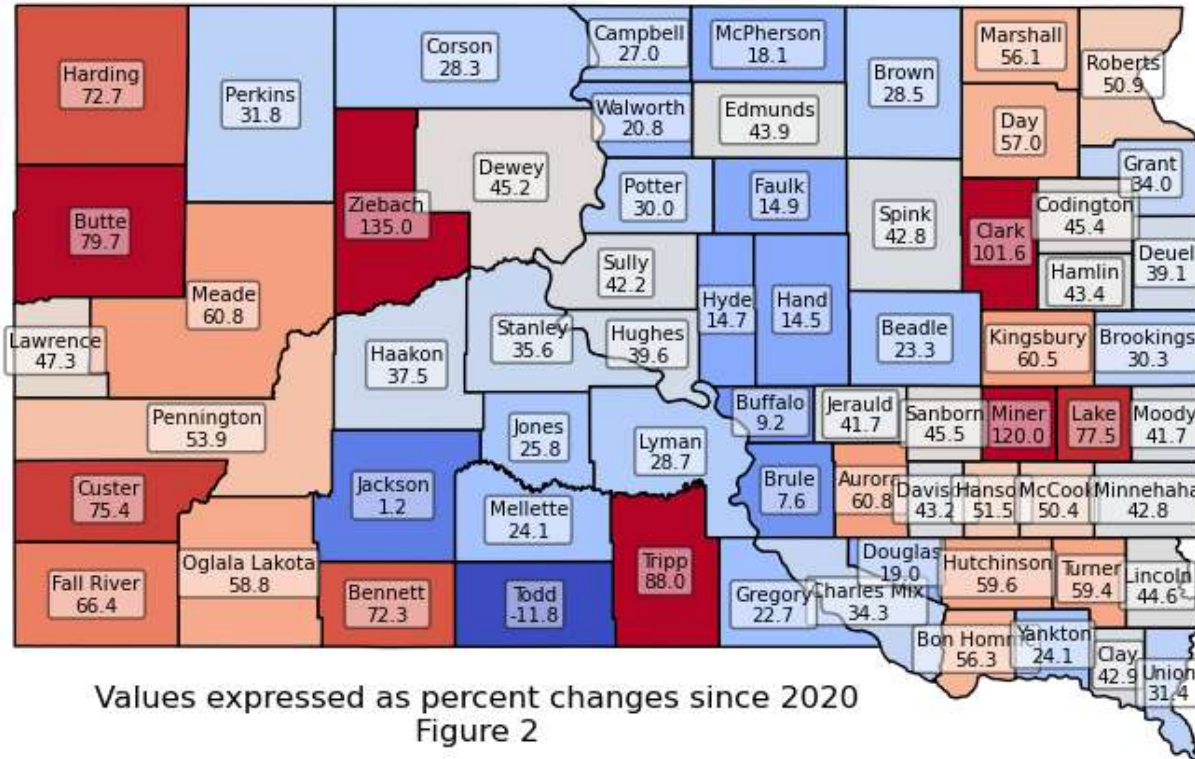 Harding
72.7
Perkins
31.8
Corson
28.3
Campbell
27.0
McPherson
18.1
Brown
28.5
Marshall
56.1
Roberts
50.9
Walworth
20.8
Edmunds
43.9
Day
57.0
Grant
34.0
Butte
79.7
Ziebach
135.0
Dewey
45.2
Potter
30.0
Faulk
14.9
Spink
42.8
Clark
101.6
Codington
45.4
Deuel
39.1
Hamlin
43.4
Meade
60.8
Sully
42.2
Hyde
14.7
Hand
14.5
Lawrence
47.3
Haakon
37.5
Stanley
35.6
Hughes
39.6
Beadle
23.3
Kingsbury
60.5
Brookings
30.3
Pennington
53.9
Jones
25.8
Lyman
28.7
Buffalo
9.2
Jerauld
41.7
Sanborn
45.5
Miner
120.0
Lake
77.5
Moody
41.7
Custer
75.4
Jackson
1.2
Mellette
24.1
Brule
7.6
Aurora
60.8
Davis
43.2
Hanso
51.5
McCook
50.4
Minnehaha
42.8
Fall River
66.4
Oglala Lakota
58.8
Bennett
72.3
Todd
-11.8
Tripp
88.0
Gregory
22.7
Charles Mix
34.3
Douglas
19.0
Hutchinson
59.6
Turner
59.4
Lincoln
44.6
Bon Homme
56.3
Yankton
24.1
Clay
42.9
Union
31.4
Values expressed as percent changes since 2020
Figure 2